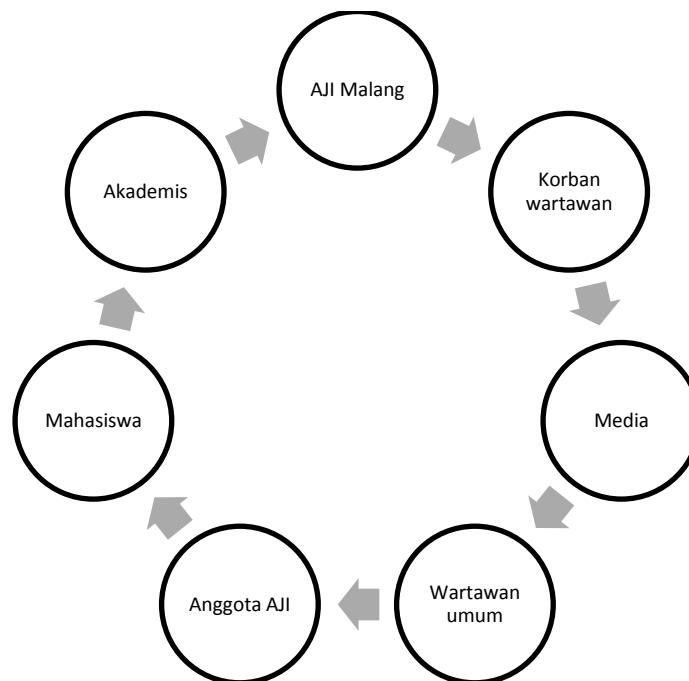 AJI Malang
Korban
wartawan
Media
Wartawan
umum
Anggota AJI
Mahasiswa
Akademis